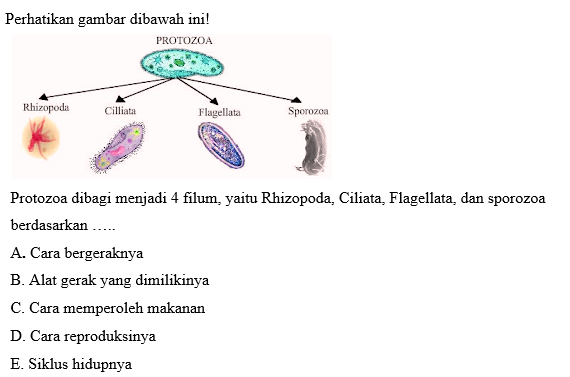 Perhatikan gambar dibawah ini!
PROTOZOA
Rhizopoda
Cilliata
Flagellata
Sporozoa
Protozoa dibagi menjadi 4 filum, yaitu Rhizopoda, Ciliata, Flagellata, dan sporozoa
berdasarkan …..
A. Cara bergeraknya
B. Alat gerak yang dimilikinya
C. Cara memperoleh makanan
D. Cara reproduksinya
E. Siklus hidupnya